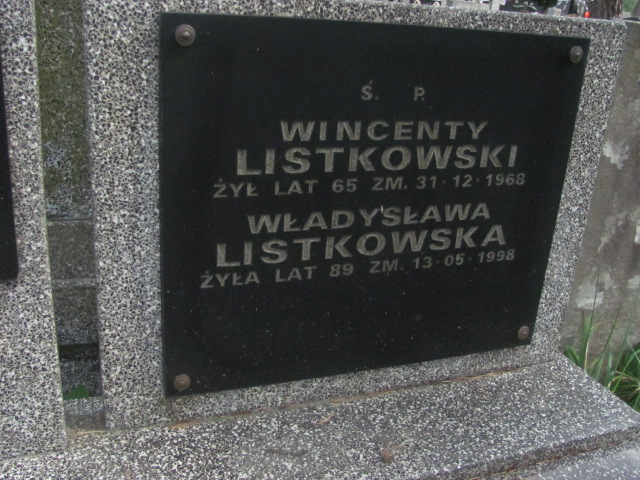 Ś. P.
WINCENTY
LISTKOWSKI
ŻYŁ LAT 65 ZM. 31·12·1968
WŁADYSŁAWA
LISTKOWSKA
ŻYŁA LAT 89 ZM. 13·05·1998